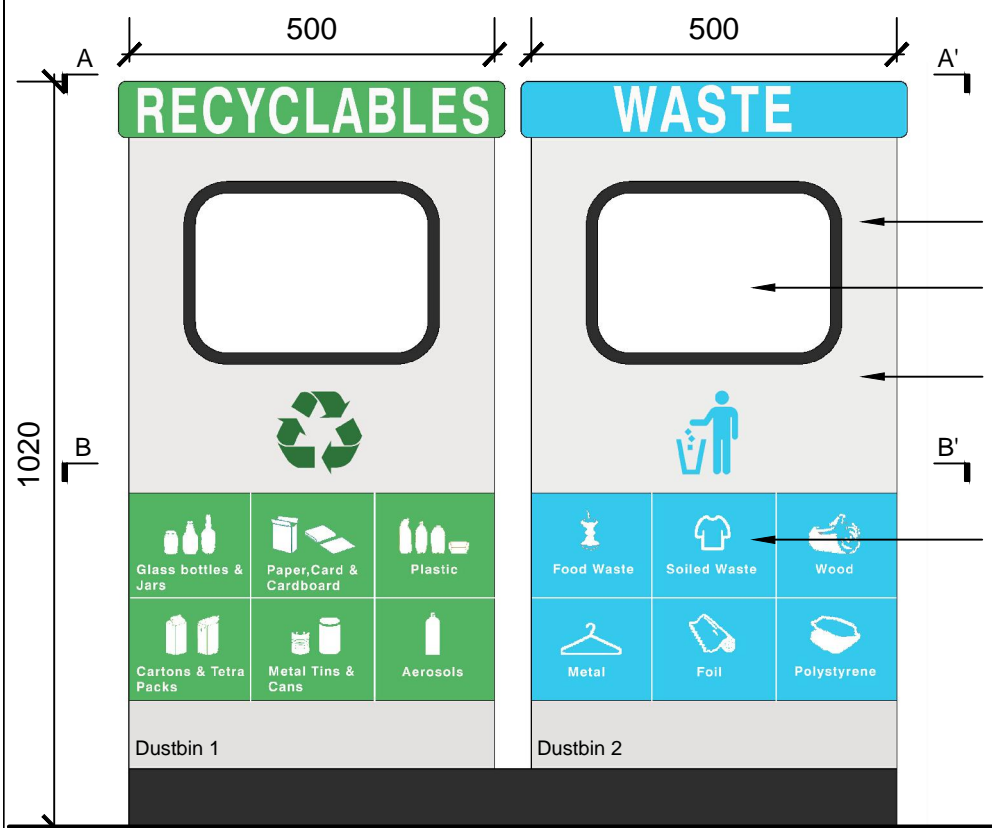 500
500
A
A'
RECYCLABLES
WASTE
1020
B
B'
Glass bottles &
Jars
Paper,Card &
Cardboard
Plastic
Food Waste
Soiled Waste
Wood
Cartons & Tetra
Packs
Metal Tins &
Cans
Aerosols
Metal
Foil
Polystyrene
Dustbin 1
Dustbin 2